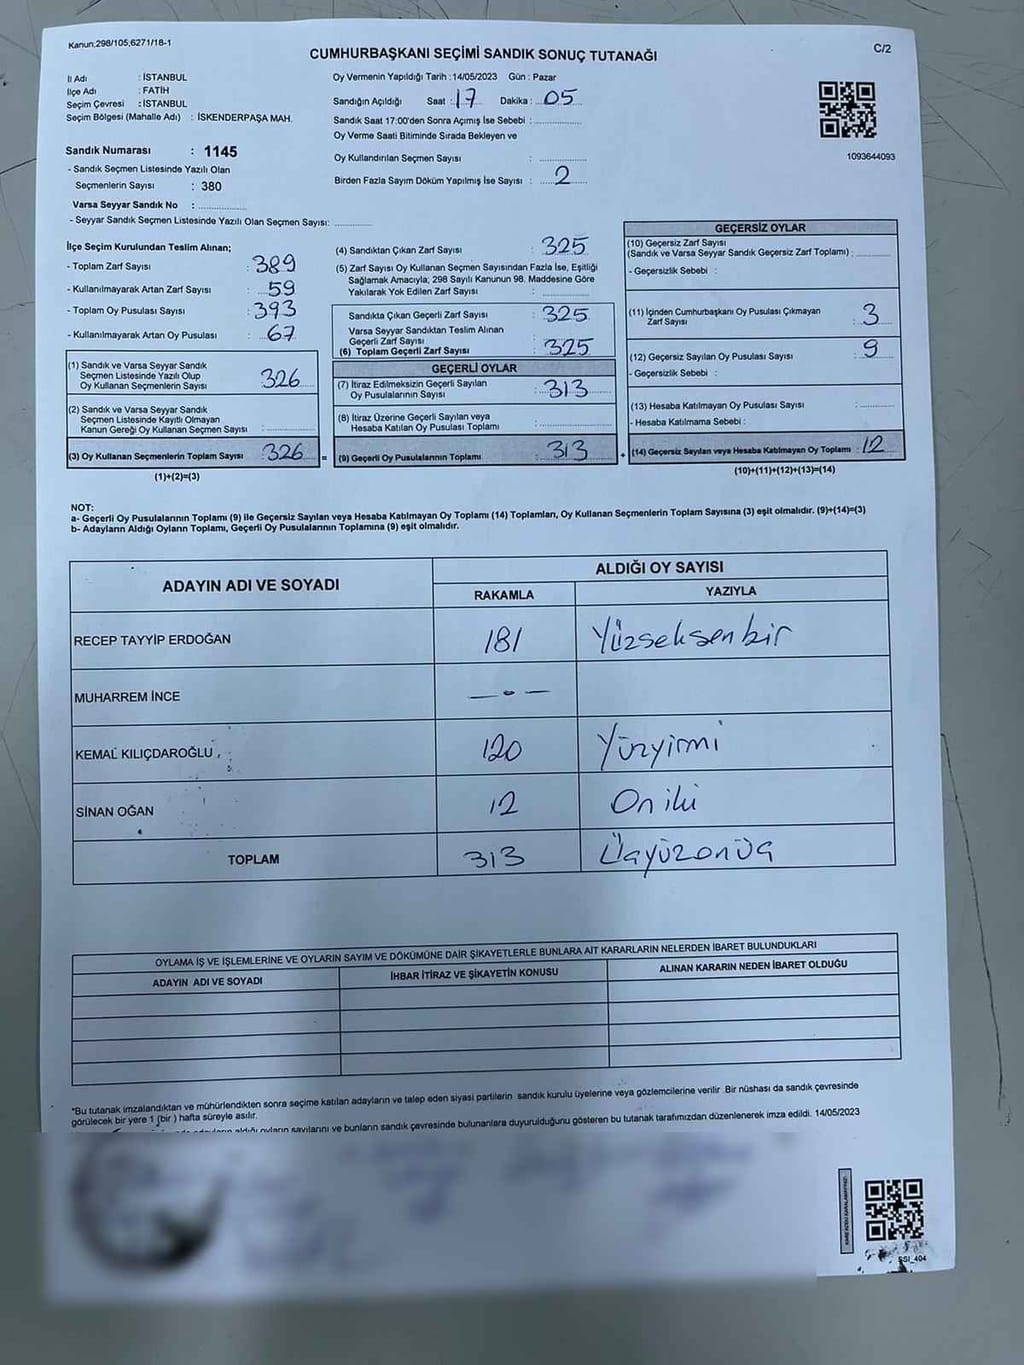 Kanun:298/105;6271/18-1
C/2
CUMHURBAŞKANI SEÇİMİ SANDIK SONUÇ TUTANAĞI
İl Adı : İSTANBUL
İlçe Adı : FATİH
Seçim Çevresi : İSTANBUL
Seçim Bölgesi (Mahalle Adı) : İSKENDERPAŞA MAH.
Oy Vermenin Yapıldığı Tarih : 14/05/2023 Gün : Pazar
Sandığın Açıldığı Saat : 17 Dakika : 05
Sandık Saat 17:00'den Sonra Açımış İse Sebebi :
Oy Verme Saati Bitiminde Sırada Bekleyen ve
Oy Kullandırılan Seçmen Sayısı :
Birden Fazla Sayım Döküm Yapılmış İse Sayısı : 2
1093644093
Sandık Numarası : 1145
- Sandık Seçmen Listesinde Yazılı Olan
Seçmenlerin Sayısı : 380
Varsa Seyyar Sandık No :
- Seyyar Sandık Seçmen Listesinde Yazılı Olan Seçmen Sayısı:
İlçe Seçim Kurulundan Teslim Alınan;
- Toplam Zarf Sayısı : 389
- Kullanılmayarak Artan Zarf Sayısı : 59
- Toplam Oy Pusulası Sayısı : 393
- Kullanılmayarak Artan Oy Pusulası : 67
(1) Sandık ve Varsa Seyyar Sandık
Seçmen Listesinde Yazılı Olup
Oy Kullanan Seçmenlerin Sayısı : 326
(2) Sandık ve Varsa Seyyar Sandık
Seçmen Listesinde Kayıtlı Olmayan
Kanun Gereği Oy Kullanan Seçmen Sayısı :
(3) Oy Kullanan Seçmenlerin Toplam Sayısı : 326 =
(1)+(2)=(3)
(4) Sandıktan Çıkan Zarf Sayısı : 325
(5) Zarf Sayısı Oy Kullanan Seçmen Sayısından Fazla İse, Eşitliği
Sağlamak Amacıyla; 298 Sayılı Kanunun 98. Maddesine Göre
Yakılarak Yok Edilen Zarf Sayısı :
Sandıkta Çıkan Geçerli Zarf Sayısı : 325
Varsa Seyyar Sandıktan Teslim Alınan
Geçerli Zarf Sayısı :
(6) Toplam Geçerli Zarf Sayısı : 325
GEÇERLİ OYLAR
(7) İtiraz Edilmeksizin Geçerli Sayılan
Oy Pusulalarının Sayısı : 313
(8) İtiraz Üzerine Geçerli Sayılan veya
Hesaba Katılan Oy Pusulası Toplamı :
(9) Geçerli Oy Pusulalarının Toplamı : 313 +
GEÇERSİZ OYLAR
(10) Geçersiz Zarf Sayısı
(Sandık ve Varsa Seyyar Sandık Geçersiz Zarf Toplamı) :
- Geçersizlik Sebebi :
(11) İçinden Cumhurbaşkanı Oy Pusulası Çıkmayan
Zarf Sayısı : 3
(12) Geçersiz Sayılan Oy Pusulası Sayısı : 9
- Geçersizlik Sebebi :
(13) Hesaba Katılmayan Oy Pusulası Sayısı :
- Hesaba Katılmama Sebebi :
(14) Geçersiz Sayılan veya Hesaba Katılmayan Oy Toplamı : 12
(10)+(11)+(12)+(13)=(14)
NOT:
a- Geçerli Oy Pusulalarının Toplamı (9) ile Geçersiz Sayılan veya Hesaba Katılmayan Oy Toplamı (14) Toplamları, Oy Kullanan Seçmenlerin Toplam Sayısına (3) eşit olmalıdır. (9)+(14)=(3)
b- Adayların Aldığı Oyların Toplamı, Geçerli Oy Pusulalarının Toplamına (9) eşit olmalıdır.
ADAYIN ADI VE SOYADI
ALDIĞI OY SAYISI
RAKAMLA YAZIYLA
RECEP TAYYİP ERDOĞAN 181 Yüzseksenbir
MUHARREM İNCE —•—
KEMAL KILIÇDAROĞLU 120 Yüzyirmi
SİNAN OĞAN 12 Oniki
TOPLAM 313 Üçyüzonüç
OYLAMA İŞ VE İŞLEMLERİNE VE OYLARIN SAYIM VE DÖKÜMÜNE DAİR ŞİKAYETLERLE BUNLARA AİT KARARLARIN NELERDEN İBARET BULUNDUKLARI
ADAYIN ADI VE SOYADI İHBAR İTİRAZ VE ŞİKAYETİN KONUSU ALINAN KARARIN NEDEN İBARET OLDUĞU
*Bu tutanak imzalandıktan ve mühürlendikten sonra seçime katılan adayların ve talep eden siyasi partilerin sandık kurulu üyelerine veya gözlemcilerine verilir .Bir nüshası da sandık çevresinde
görülecek bir yere 1 (bir ) hafta süreyle asılır.
aldığı oyların sayılarını ve bunların sandık çevresinde bulunanlara duyurulduğunu gösteren bu tutanak tarafımızdan düzenlenerek imza edildi. 14/05/2023
SSI_404